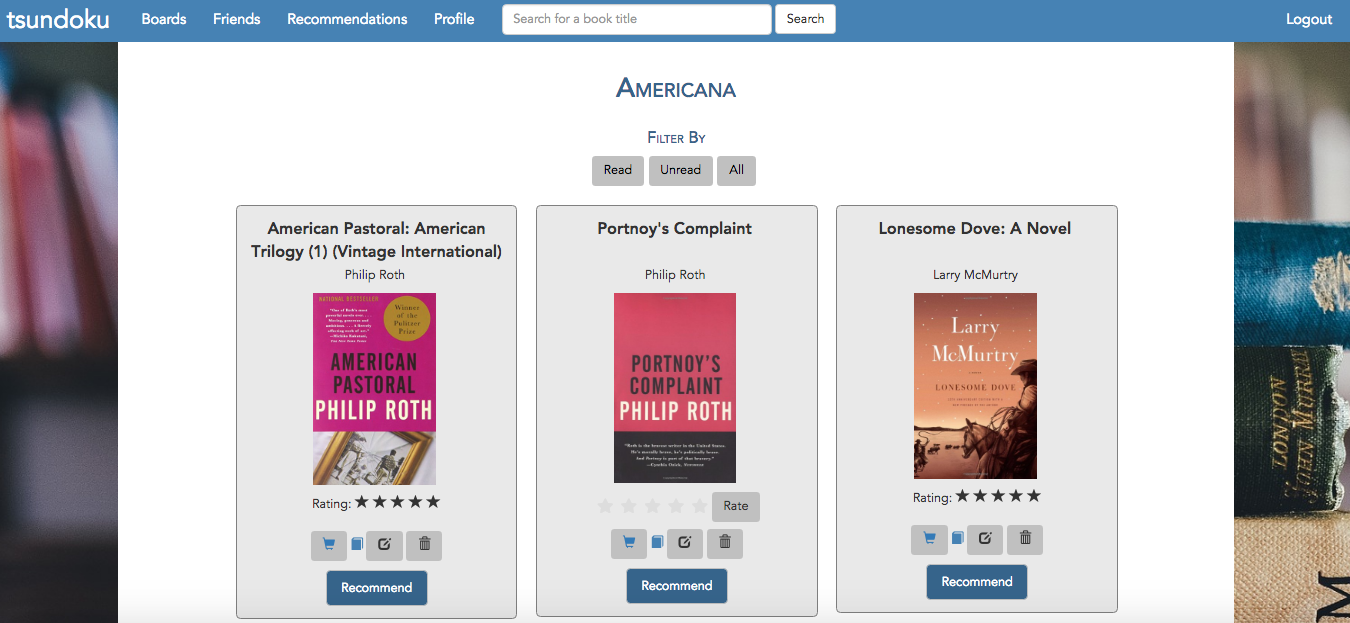 tsundoku Boards Friends Recommendations Profile Search for a book title Search Logout
Americana
Filter By
Read Unread All
American Pastoral: American
Trilogy (1) (Vintage International)
Philip Roth
NATIONAL BESTSELLER
Winner
of the
Pulitzer
Prize
AMERICAN
PASTORAL
PHILIP ROTH
Rating:
Recommend
Portnoy's Complaint
Philip Roth
PORTNOY'S
COMPLAINT
PHILIP ROTH
Rate
Recommend
Lonesome Dove: A Novel
Larry McMurtry
Larry
McMurtry
LONESOME DOVE
Rating:
Recommend
LONDON
JOHN MURRAY
M